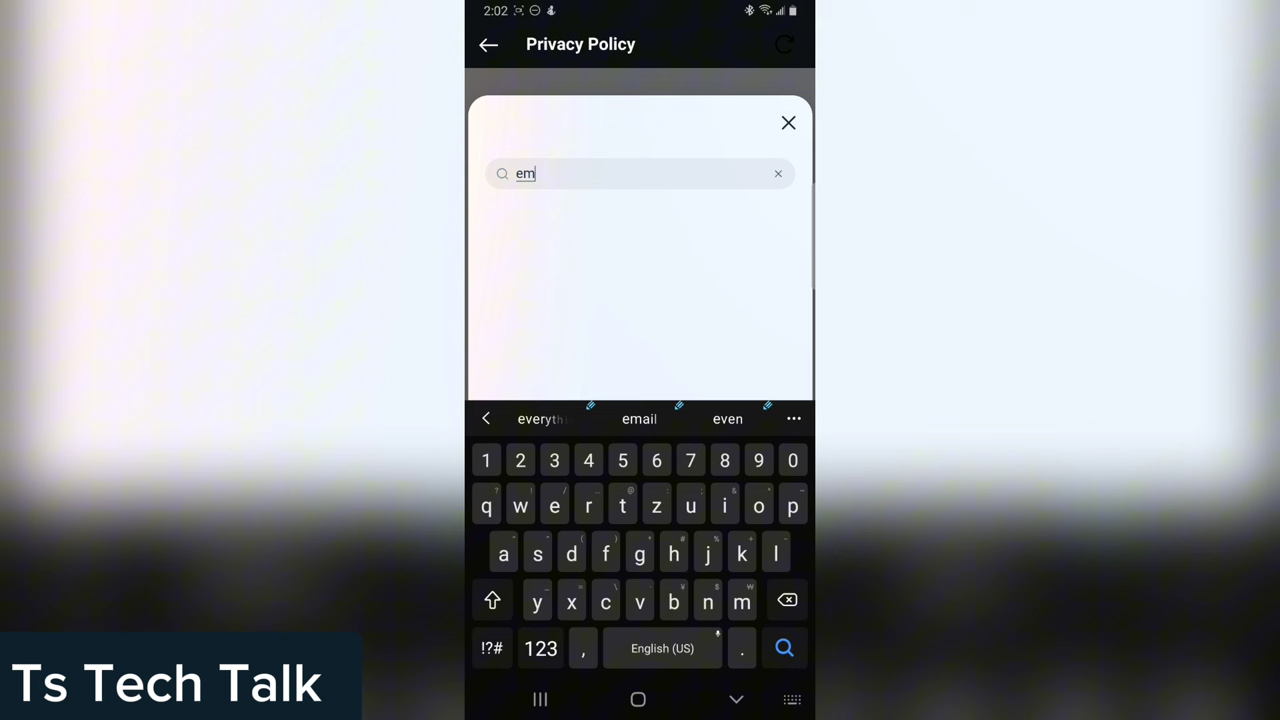 2:02
Privacy Policy
em
everyth
email
even
1 2 3 4 5 6 7 8 9 0
q w e r t z u i o p
a s d f g h j k l
y x c v b n m
!?# 123 , English (US) .
Ts Tech Talk